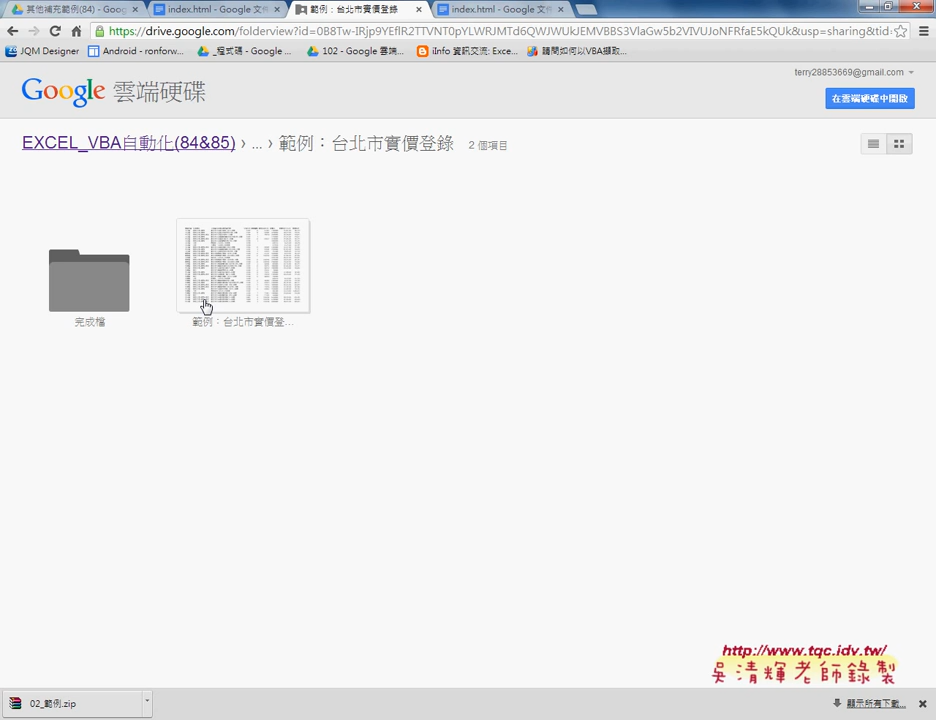 其他補充範例(84) - Goog
index.html - Google 文件
範例：台北市實價登錄
index.html - Google 文件
https://drive.google.com/folderview?id=0B8Tw-IRjp9YEflR2TTVNT0pYLWRJMTd6QWJWUkJEMVBBS3VlaGw5b2VIVUJoNFRfaE5kQUk&usp=sharing&tid=
JQM Designer
Android - ronforw...
_程式碼 - Google ...
102 - Google 雲端...
iInfo 資訊交流: Exce...
請問如何以VBA擷取...
terry28853669@gmail.com
Google 雲端硬碟
在雲端硬碟中開啟
EXCEL_VBA自動化(84&85) › ... › 範例：台北市實價登錄 2 個項目
完成檔
範例：台北市實價登...
http://www.tqc.idv.tw/
吳清輝老師錄製
02_範例.zip
顯示所有下載...